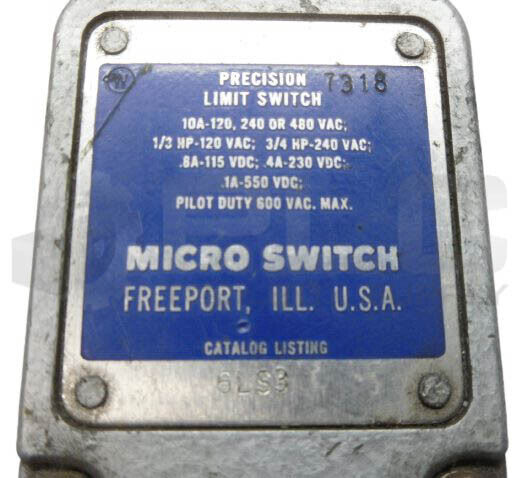 PRECISION 7318
LIMIT SWITCH
10A-120, 240 OR 480 VAC;
1/3 HP-120 VAC; 3/4 HP-240 VAC;
.8A-115 VDC; .4A-230 VDC;
.1A-550 VDC;
PILOT DUTY 600 VAC. MAX.
MICRO SWITCH
FREEPORT, ILL. U.S.A.
CATALOG LISTING
6LS3